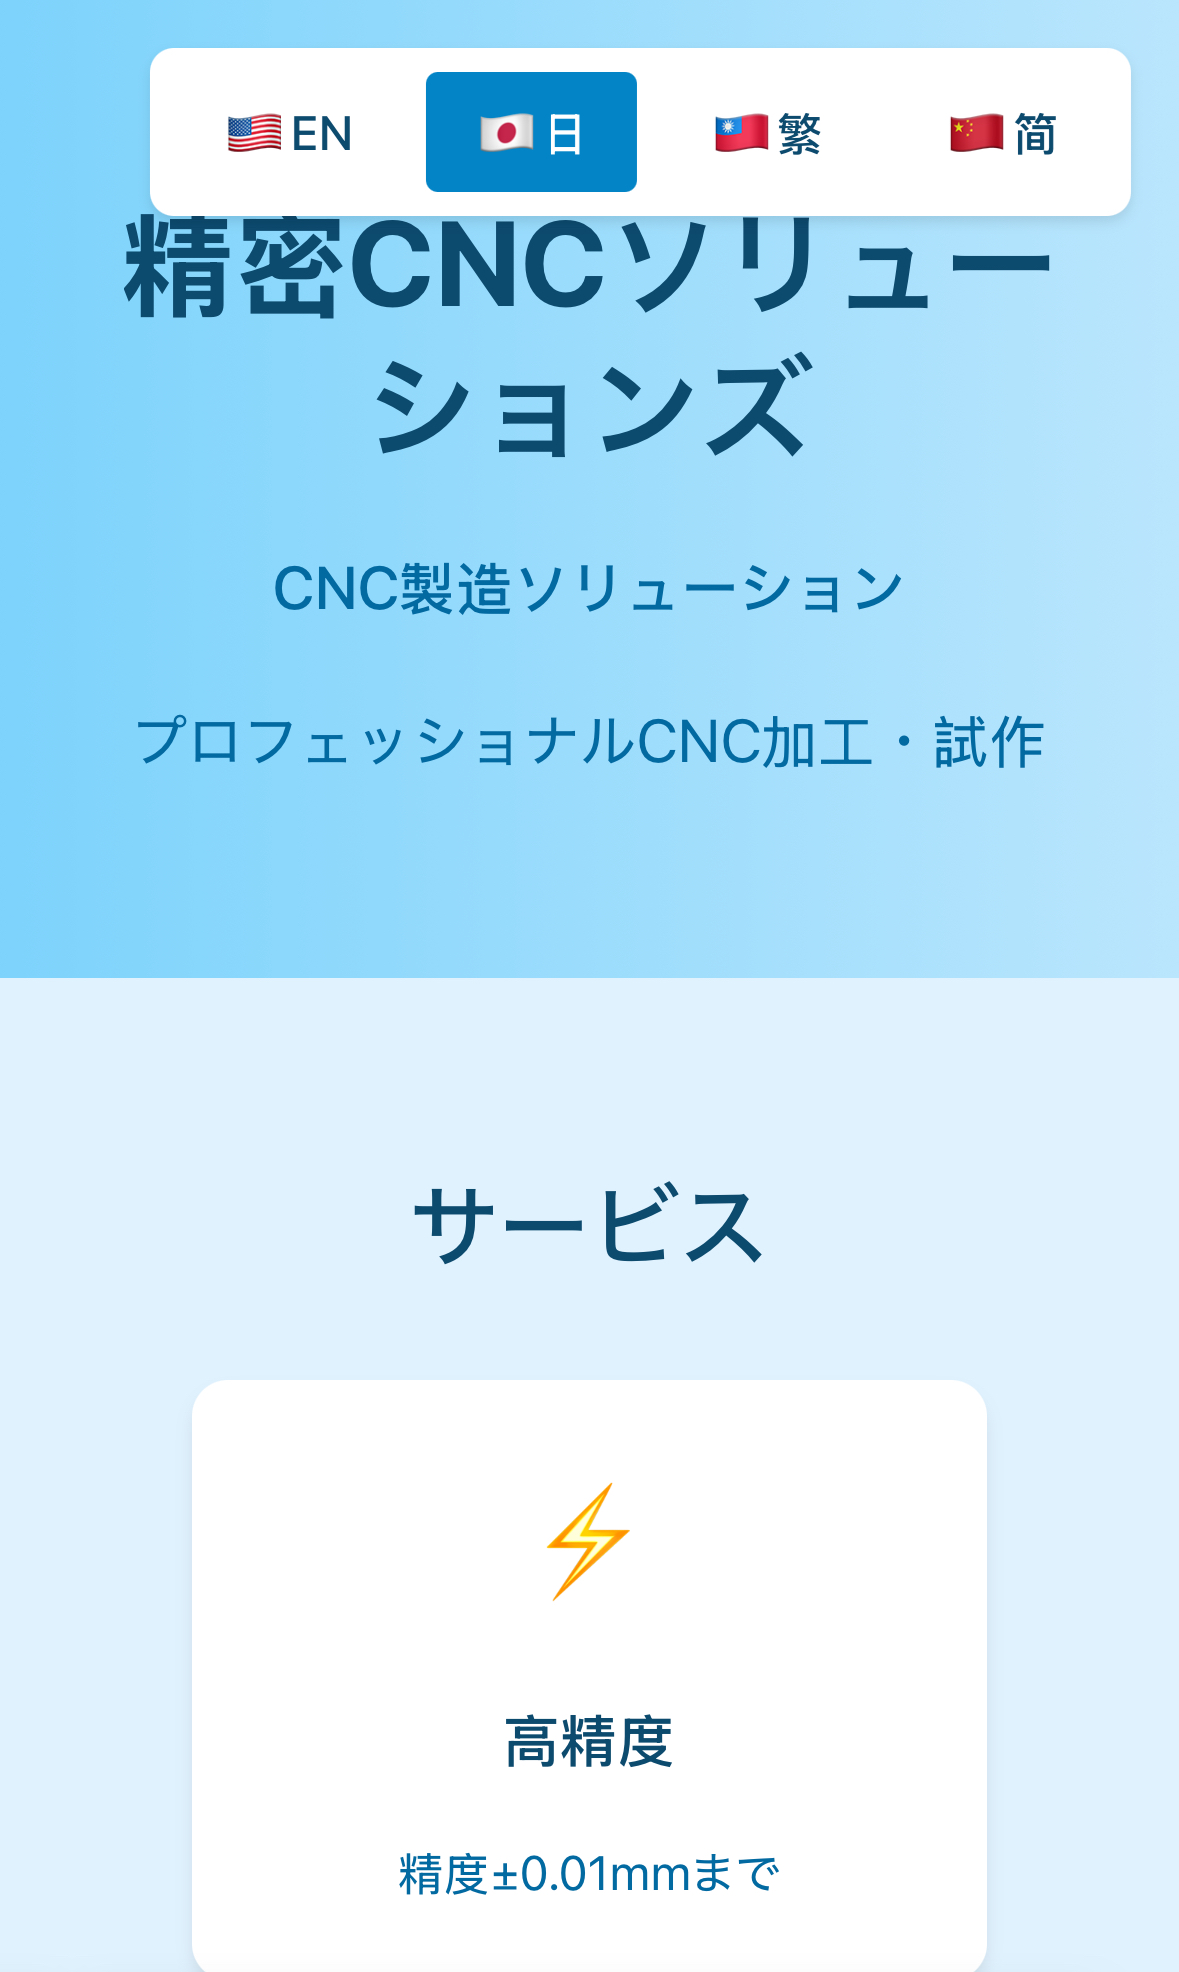 🇺🇸 EN 🇯🇵 日 🇹🇼 繁 🇨🇳 简
精密CNCソリュー
ションズ
CNC製造ソリューション
プロフェッショナルCNC加工・試作
サービス
⚡
高精度
精度±0.01mmまで